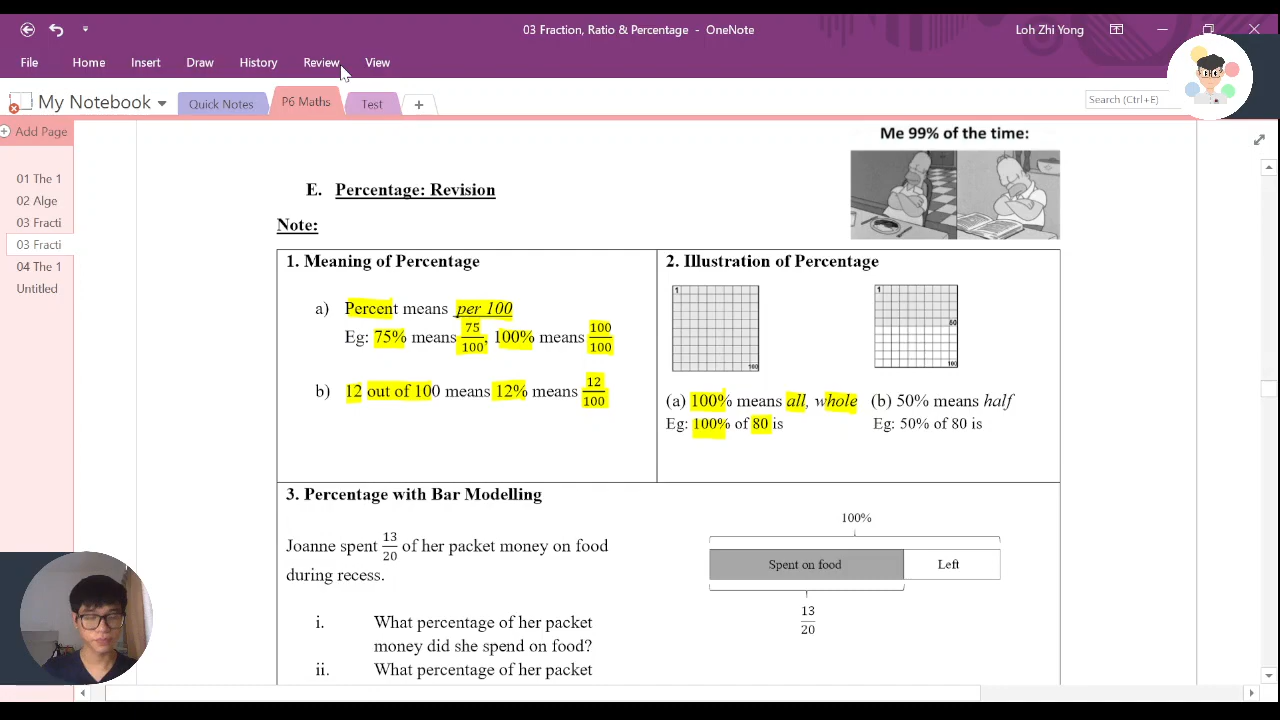 03 Fraction, Ratio & Percentage - OneNote
Loh Zhi Yong
File Home Insert Draw History Review View
My Notebook Quick Notes P6 Maths Test +
Search (Ctrl+E)
Add Page
01 The 1
02 Alge
03 Fracti
03 Fracti
04 The 1
Untitled
Me 99% of the time:
E. Percentage: Revision
Note:
1. Meaning of Percentage
a) Percent means per 100
Eg: 75% means 75/100, 100% means 100/100
b) 12 out of 100 means 12% means 12/100
2. Illustration of Percentage
1
100
1
50
100
(a) 100% means all, whole (b) 50% means half
Eg: 100% of 80 is Eg: 50% of 80 is
3. Percentage with Bar Modelling
Joanne spent 13/20 of her packet money on food
during recess.
i. What percentage of her packet
money did she spend on food?
ii. What percentage of her packet
100%
Spent on food Left
13/20